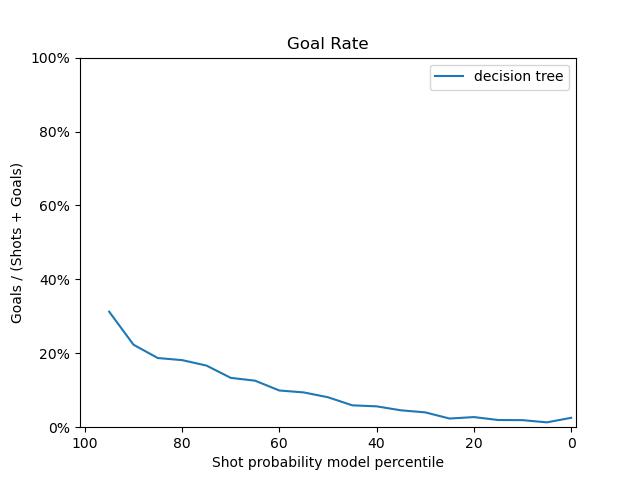 Goal Rate
100%
80%
60%
40%
20%
0%
Goals / (Shots + Goals)
decision tree
100 80 60 40 20 0
Shot probability model percentile